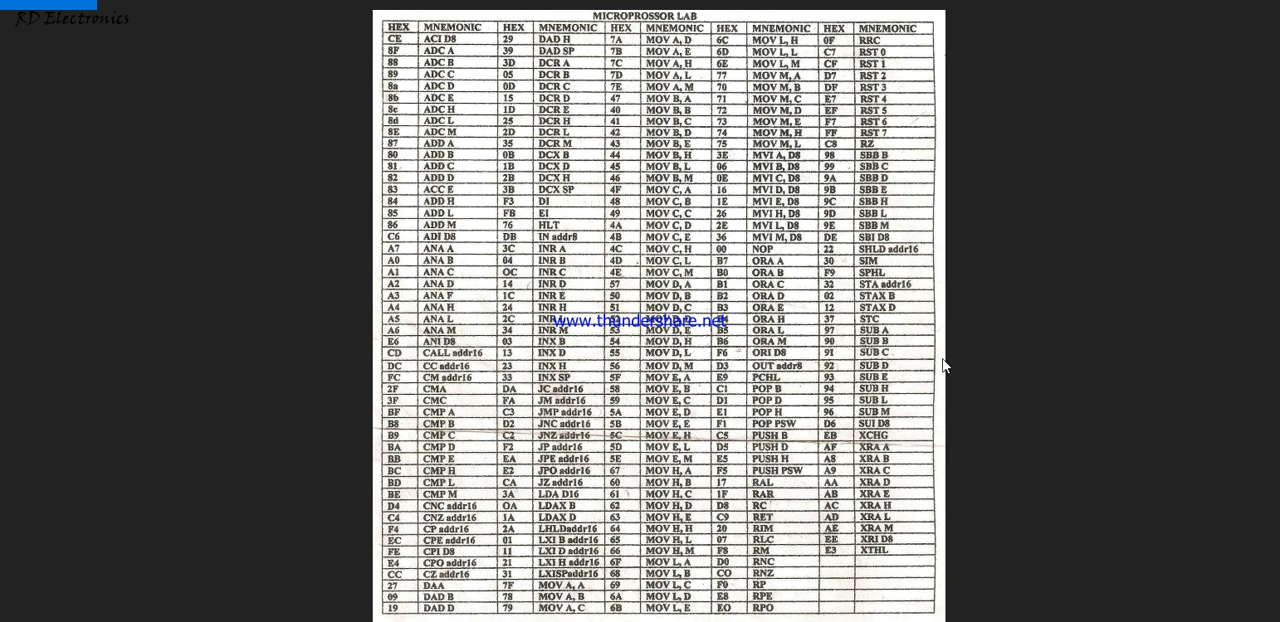 RD Electronics
MICROPROSSOR LAB
HEX MNEMONIC HEX MNEMONIC HEX MNEMONIC HEX MNEMONIC HEX MNEMONIC
CE ACI D8 29 DAD H 7A MOV A, D 6C MOV L, H 0F RRC
8F ADC A 39 DAD SP 7B MOV A, E 6D MOV L, L C7 RST 0
88 ADC B 3D DCR A 7C MOV A, H 6E MOV L, M CF RST 1
89 ADC C 05 DCR B 7D MOV A, L 77 MOV M, A D7 RST 2
8a ADC D 0D DCR C 7E MOV A, M 70 MOV M, B DF RST 3
8b ADC E 15 DCR D 47 MOV B, A 71 MOV M, C E7 RST 4
8c ADC H 1D DCR E 40 MOV B, B 72 MOV M, D EF RST 5
8d ADC L 25 DCR H 41 MOV B, C 73 MOV M, E F7 RST 6
8E ADC M 2D DCR L 42 MOV B, D 74 MOV M, H FF RST 7
87 ADD A 35 DCR M 43 MOV B, E 75 MOV M, L C8 RZ
80 ADD B 0B DCX B 44 MOV B, H 3E MVI A, D8 98 SBB B
81 ADD C 1B DCX D 45 MOV B, L 06 MVI B, D8 99 SBB C
82 ADD D 2B DCX H 46 MOV B, M 0E MVI C, D8 9A SBB D
83 ACC E 3B DCX SP 4F MOV C, A 16 MVI D, D8 9B SBB E
84 ADD H F3 DI 48 MOV C, B 1E MVI E, D8 9C SBB H
85 ADD L FB EI 49 MOV C, C 26 MVI H, D8 9D SBB L
86 ADD M 76 HLT 4A MOV C, D 2E MVI L, D8 9E SBB M
C6 ADI D8 DB IN addr8 4B MOV C, E 36 MVI M, D8 DE SBI D8
A7 ANA A 3C INR A 4C MOV C, H 00 NOP 22 SHLD addr16
A0 ANA B 04 INR B 4D MOV C, L B7 ORA A 30 SIM
A1 ANA C OC INR C 4E MOV C, M B0 ORA B F9 SPHL
A2 ANA D 14 INR D 57 MOV D, A B1 ORA C 32 STA addr16
A3 ANA F 1C INR E 50 MOV D, B B2 ORA D 02 STAX B
A4 ANA H 24 INR H 51 MOV D, C B3 ORA E 12 STAX D
A5 ANA L 2C INR ORA H 37 STC
www.thundershare.net
A6 ANA M 34 INR M 53 MOV D, E B5 ORA L 97 SUB A
E6 ANI D8 03 INX B 54 MOV D, H B6 ORA M 90 SUB B
CD CALL addr16 13 INX D 55 MOV D, L F6 ORI D8 91 SUB C
DC CC addr16 23 INX H 56 MOV D, M D3 OUT addr8 92 SUB D
FC CM addr16 33 INX SP 5F MOV E, A E9 PCHL 93 SUB E
2F CMA DA JC addr16 58 MOV E, B C1 POP B 94 SUB H
3F CMC FA JM addr16 59 MOV E, C D1 POP D 95 SUB L
BF CMP A C3 JMP addr16 5A MOV E, D E1 POP H 96 SUB M
B8 CMP B D2 JNC addr16 5B MOV E, E F1 POP PSW D6 SUI D8
B9 CMP C C2 JNZ addr16 5C MOV E, H C5 PUSH B EB XCHG
BA CMP D F2 JP addr16 5D MOV E, L D5 PUSH D AF XRA A
BB CMP E EA JPE addr16 5E MOV E, M E5 PUSH H A8 XRA B
BC CMP H E2 JPO addr16 67 MOV H, A F5 PUSH PSW A9 XRA C
BD CMP L CA JZ addr16 60 MOV H, B 17 RAL AA XRA D
BE CMP M 3A LDA D16 61 MOV H, C 1F RAR AB XRA E
D4 CNC addr16 OA LDAX B 62 MOV H, D D8 RC AC XRA H
C4 CNZ addr16 1A LDAX D 63 MOV H, E C9 RET AD XRA L
F4 CP addr16 2A LHLDaddr16 64 MOV H, H 20 RIM AE XRA M
EC CPE addr16 01 LXI B addr16 65 MOV H, L 07 RLC EE XRI D8
FE CPI D8 11 LXI D addr16 66 MOV H, M F8 RM E3 XTHL
E4 CPO addr16 21 LXI H addr16 6F MOV L, A D0 RNC
CC CZ addr16 31 LXISPaddr16 68 MOV L, B CO RNZ
27 DAA 7F MOV A, A 69 MOV L, C F0 RP
09 DAD B 78 MOV A, B 6A MOV L, D E8 RPE
19 DAD D 79 MOV A, C 6B MOV L, E EO RPO